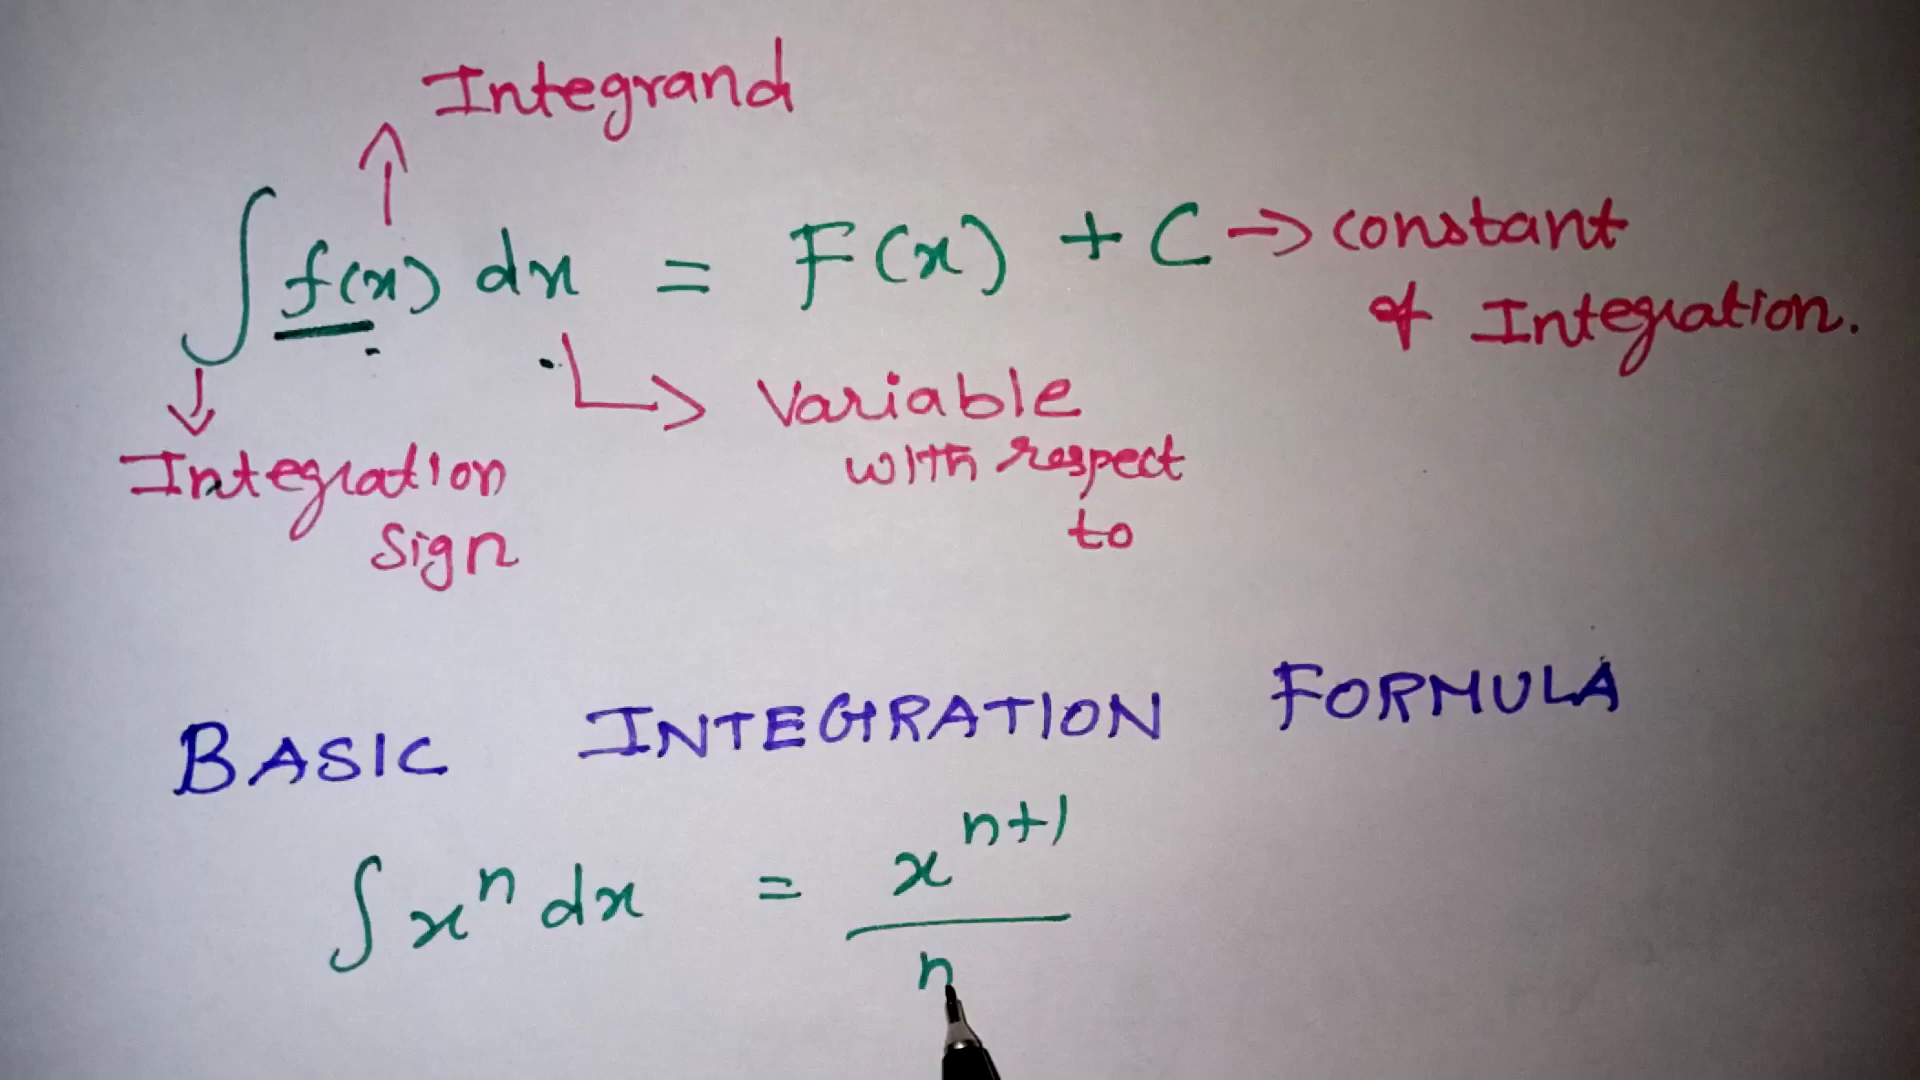 Integrand
∫ f(x) dx = F(x) + C → constant
of Integration.
Variable
with respect
to
Integration
Sign
BASIC INTEGRATION FORMULA
∫ xⁿ dx = xⁿ⁺¹
n